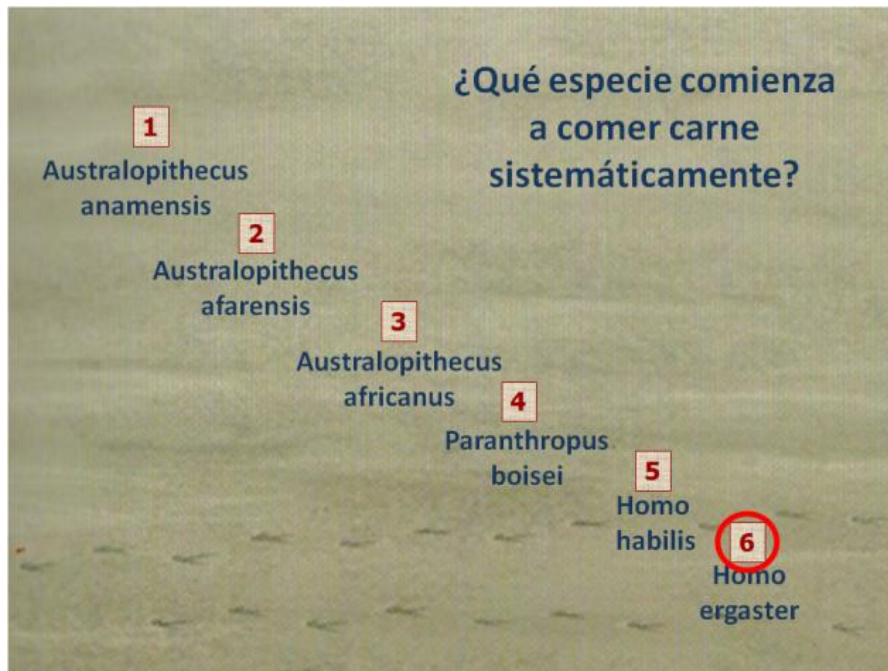 ¿Qué especie comienza
a comer carne
sistemáticamente?
1
Australopithecus
anamensis
2
Australopithecus
afarensis
3
Australopithecus
africanus
4
Paranthropus
boisei
5
Homo
habilis
6
Homo
ergaster